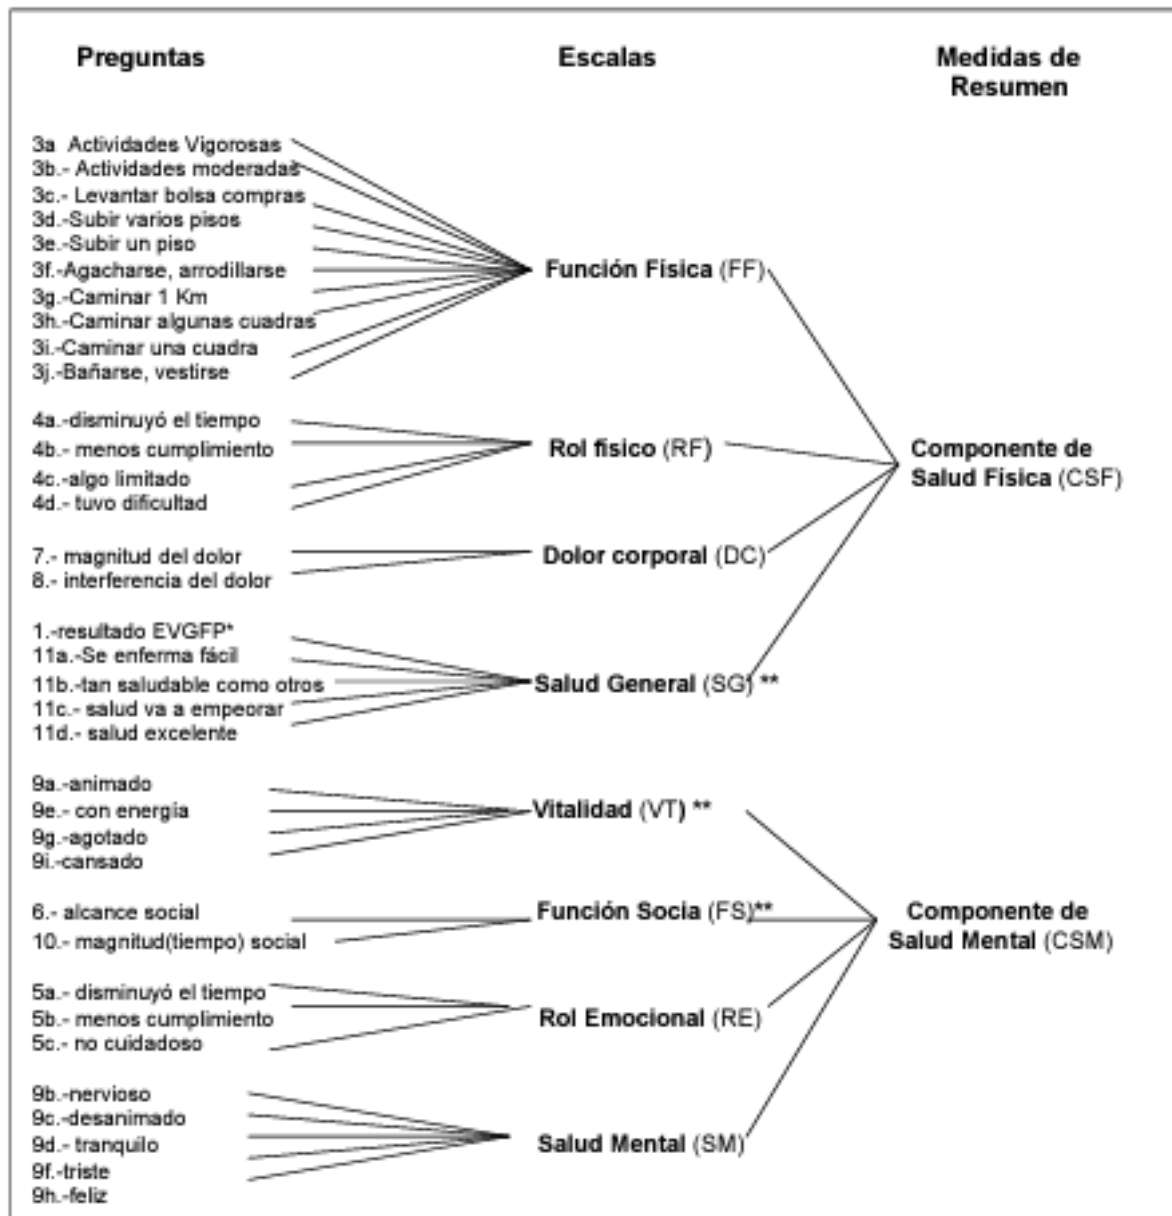 Preguntas
Escalas
Medidas de
Resumen
3a Actividades Vigorosas
3b.- Actividades moderadas
3c.- Levantar bolsa compras
3d.-Subir varios pisos
3e.-Subir un piso
3f.-Agacharse, arrodillarse
3g.-Caminar 1 Km
3h.-Caminar algunas cuadras
3i.-Caminar una cuadra
3j.-Bañarse, vestirse
Función Física (FF)
4a.-disminuyó el tiempo
4b.- menos cumplimiento
4c.-algo limitado
4d.- tuvo dificultad
Rol físico (RF)
Componente de
Salud Física (CSF)
7.- magnitud del dolor
8.- interferencia del dolor
Dolor corporal (DC)
1.-resultado EVGFP*
11a.-Se enferma fácil
11b.-tan saludable como otros
11c.- salud va a empeorar
11d.- salud excelente
Salud General (SG) **
9a.-animado
9e.- con energía
9g.-agotado
9i.-cansado
Vitalidad (VT) **
6.- alcance social
10.- magnitud(tiempo) social
Función Socia (FS)**
Componente de
Salud Mental (CSM)
5a.- disminuyó el tiempo
5b.- menos cumplimiento
5c.- no cuidadoso
Rol Emocional (RE)
9b.-nervioso
9c.-desanimado
9d.- tranquilo
9f.-triste
9h.-feliz
Salud Mental (SM)